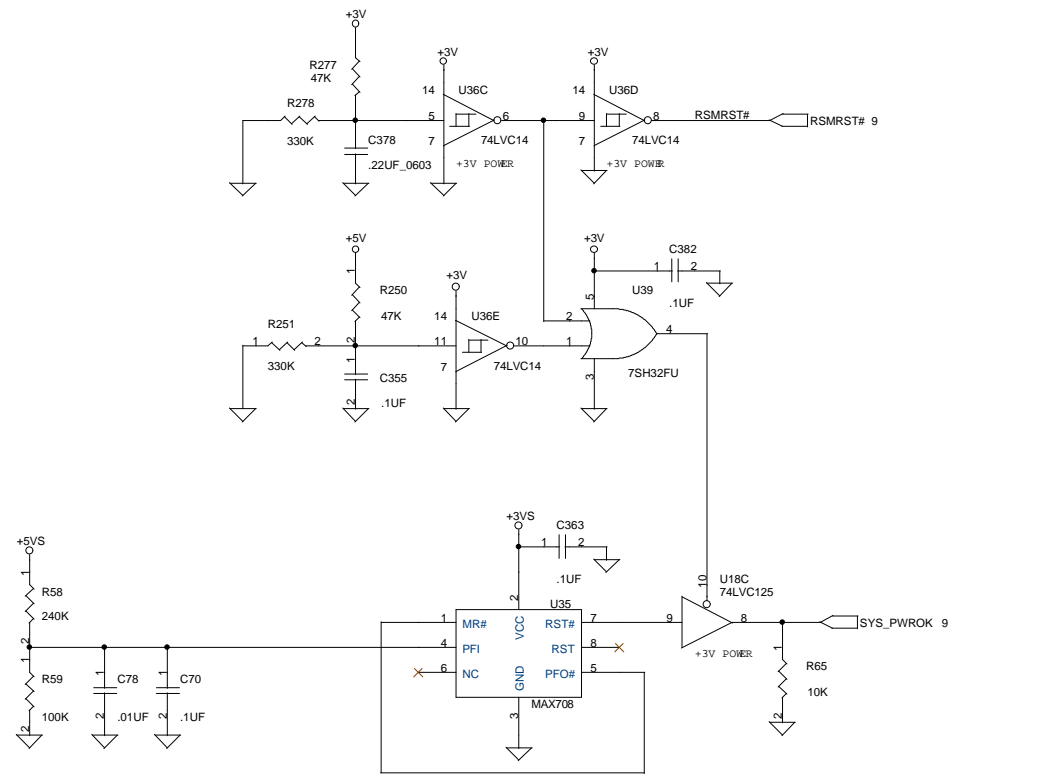 +3V
R277
47K
R278
330K
C378
.22UF_0603
+3V
14
U36C
5
6
7
74LVC14
+3V POWER
+3V
14
U36D
9
8
7
74LVC14
+3V POWER
RSMRST#
RSMRST# 9
+5V
1
R250
47K
2
R251
1
2
330K
1
C355
2
.1UF
+3V
14
U36E
11
10
7
74LVC14
+3V
C382
1
2
.1UF
5
U39
2
1
4
3
7SH32FU
+5VS
1
R58
240K
2
1
R59
100K
2
1
C78
2
.01UF
1
C70
2
.1UF
+3VS
C363
1
2
.1UF
2
U35
1
MR#
VCC
RST#
7
4
PFI
RST
8
6
NC
GND
PFO#
5
3
MAX708
10
U18C
74LVC125
9
8
+3V POWER
SYS_PWROK 9
1
R65
10K
2